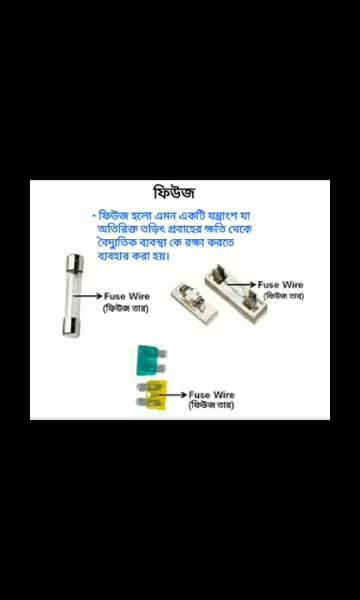 ফিউজ
• ফিউজ হলো এমন একটি যন্ত্রাংশ যা
অতিরিক্ত তড়িৎ প্রবাহের ক্ষতি থেকে
বৈদ্যুতিক ব্যবস্থা কে রক্ষা করতে
ব্যবহার করা হয়।
Fuse Wire
(ফিউজ তার)
Fuse Wire
(ফিউজ তার)
Fuse Wire
(ফিউজ তার)